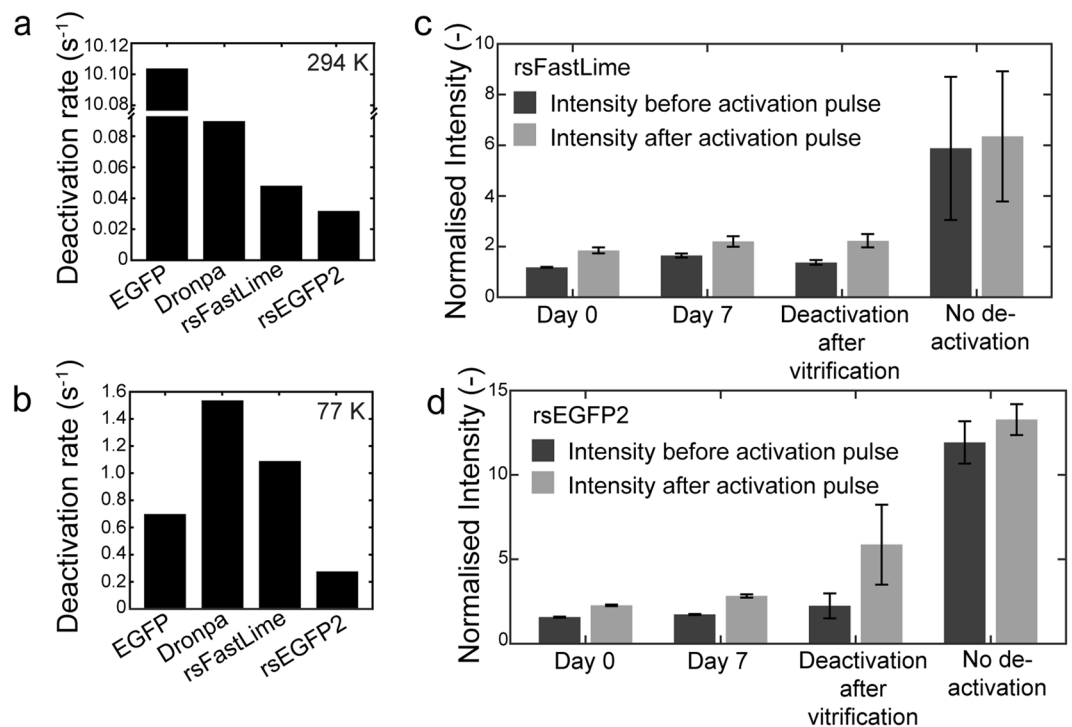 a
Deactivation rate (s⁻¹)
10.12
10.10
10.08
0.08
0.06
0.04
0.02
0
294 K
EGFP
Dronpa
rsFastLime
rsEGFP2
b
Deactivation rate (s⁻¹)
1.6
1.4
1.2
1.0
0.8
0.6
0.4
0.2
0
77 K
EGFP
Dronpa
rsFastLime
rsEGFP2
c
Normalised Intensity (-)
10
8
6
4
2
0
rsFastLime
Intensity before activation pulse
Intensity after activation pulse
Day 0
Day 7
Deactivation
after
vitrification
No de-
activation
d
Normalised Intensity (-)
15
10
5
0
rsEGFP2
Intensity before activation pulse
Intensity after activation pulse
Day 0
Day 7
Deactivation
after
vitrification
No de-
activation